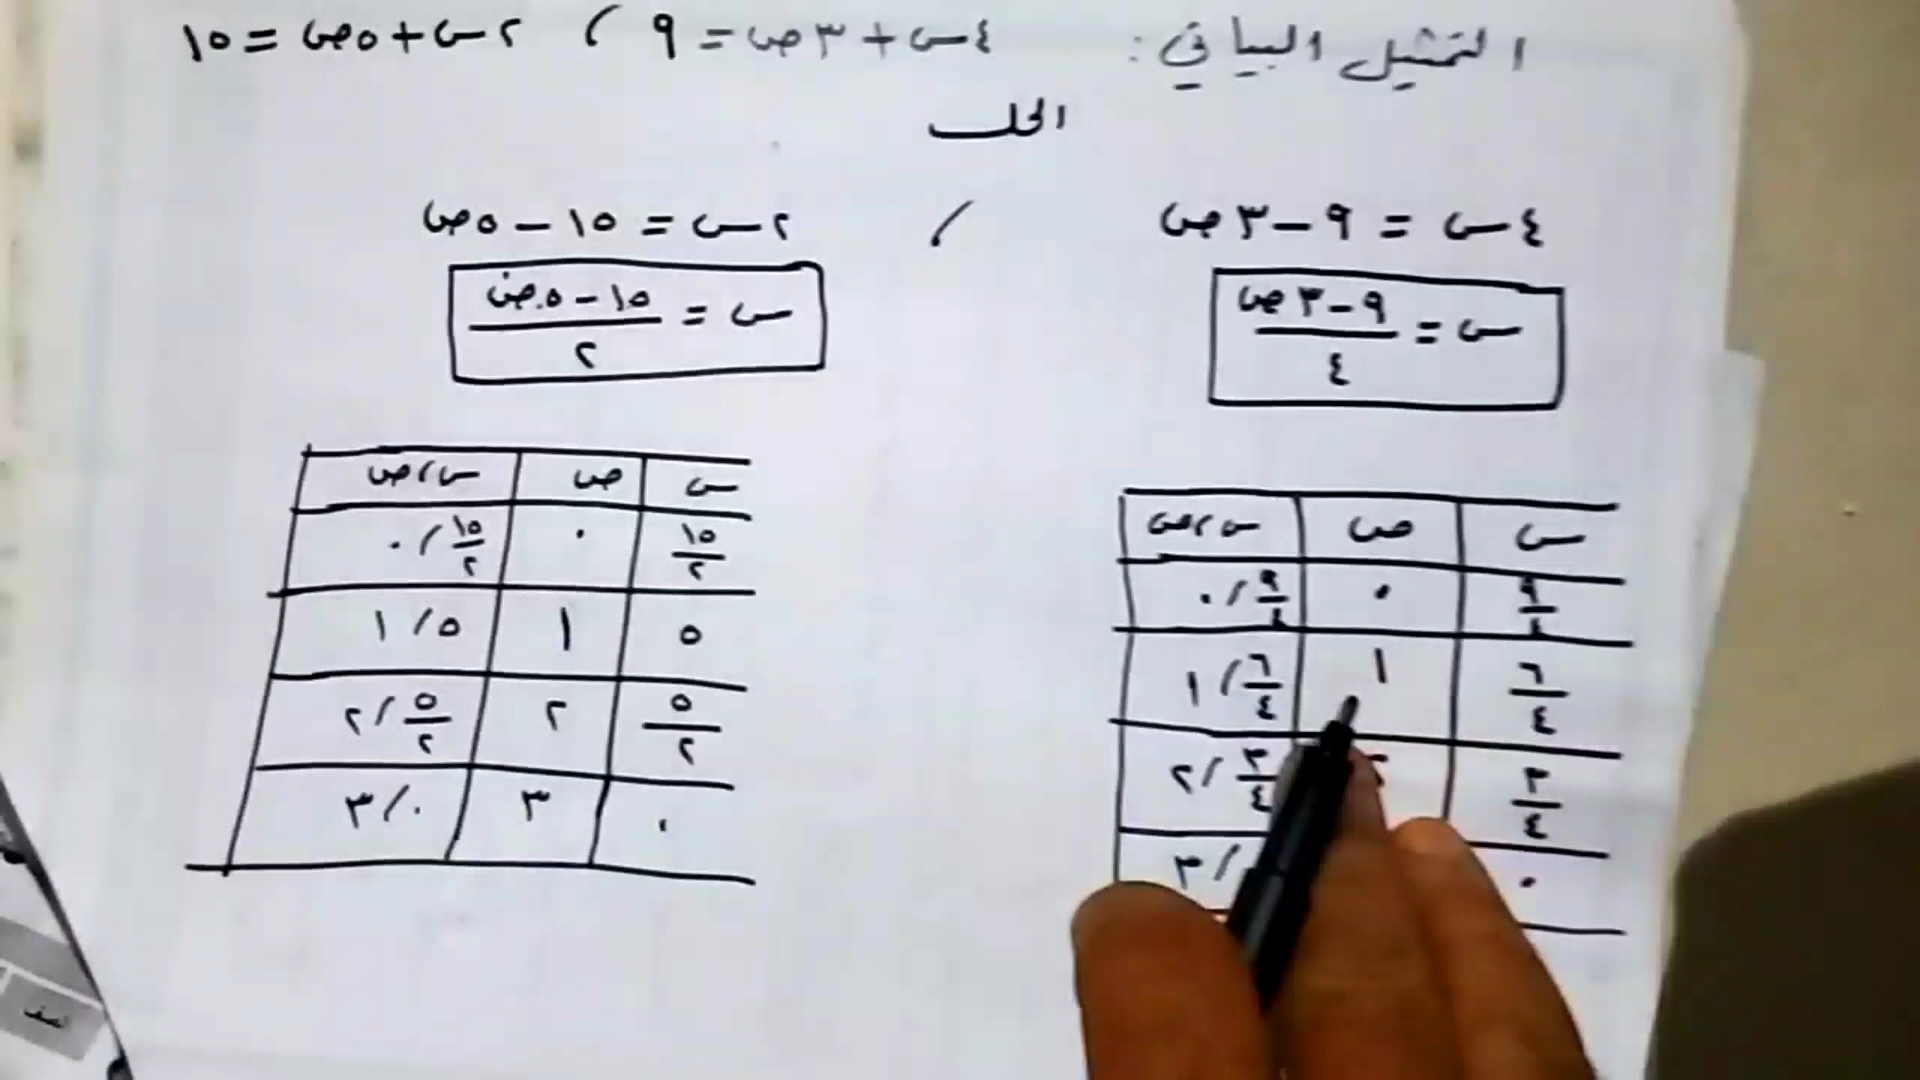 التمثيل البياني : ٤س + ٣ص = ٩ ، ٢س + ٥ص = ١٥
الحل
٤س = ٩ − ٣ص ، ٢س = ١٥ − ٥ص
س = (٩ − ٣ص)/٤
س = (١٥ − ٥ص)/٢
س ص س،ص
٩/٤ ٠ ٩/٤ ، ٠
٦/٤ ١ ٦/٤ ، ١
٣/٤ ٣/٤ ، ٢
٠ ، ٣
س ص س،ص
١٥/٢ ٠ ١٥/٢ ، ٠
٥ ١ ٥ ، ١
٥/٢ ٢ ٥/٢ ، ٢
٠ ٣ ٠ ، ٣